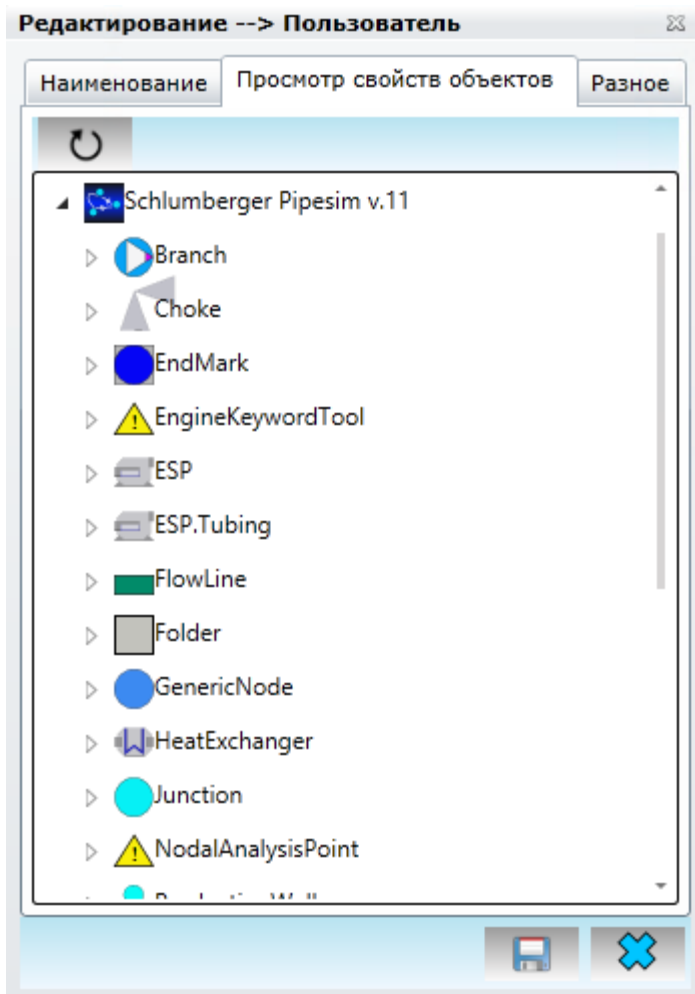 Редактирование --> Пользователь
Наименование
Просмотр свойств объектов
Разное
Schlumberger Pipesim v.11
Branch
Choke
EndMark
EngineKeywordTool
ESP
ESP.Tubing
FlowLine
Folder
GenericNode
HeatExchanger
Junction
NodalAnalysisPoint